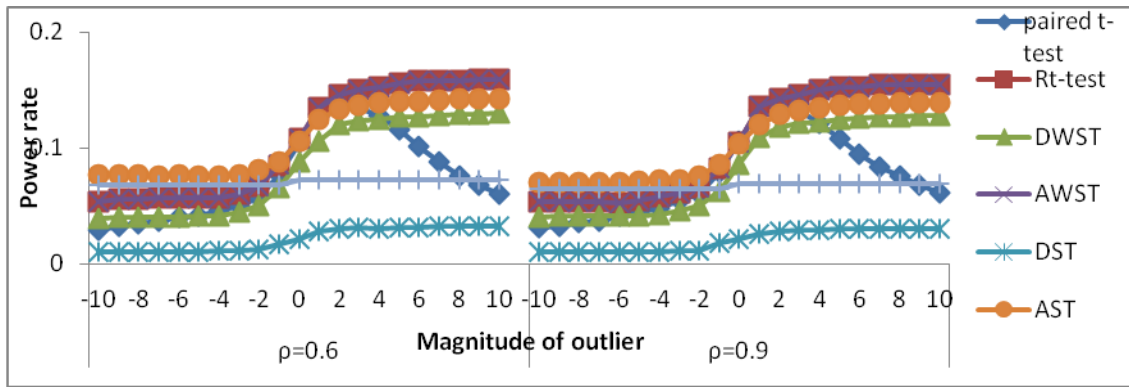 Power rate
0.2
0.1
0
-10 -8 -6 -4 -2 0 2 4 6 8 10 -10 -8 -6 -4 -2 0 2 4 6 8 10
ρ=0.6
ρ=0.9
Magnitude of outlier
paired t-
test
Rt-test
DWST
AWST
DST
AST